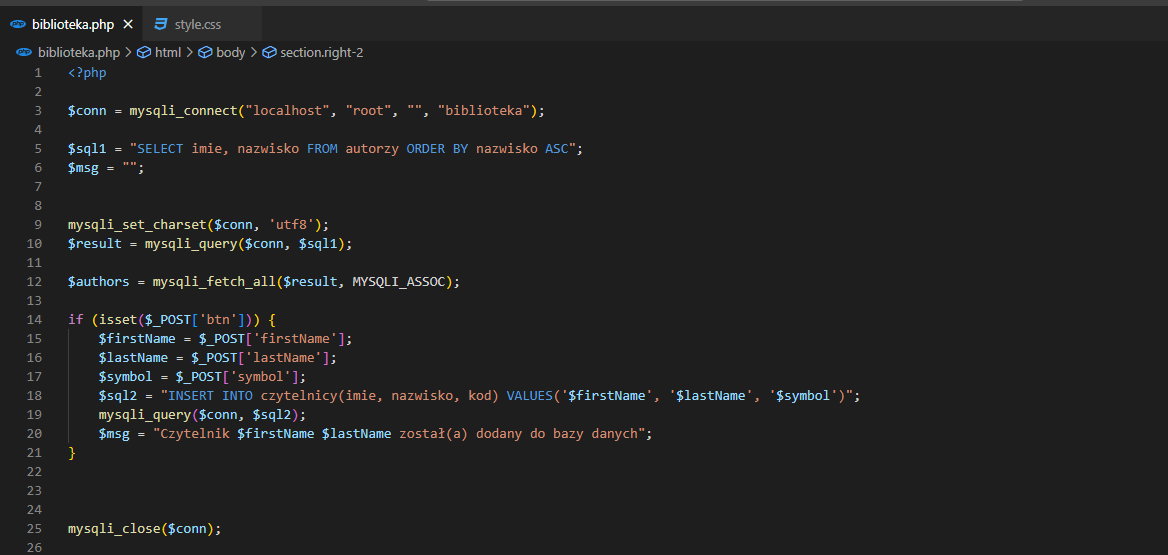 biblioteka.php
style.css
biblioteka.php > html > body > section.right-2
1 <?php
2
3 $conn = mysqli_connect("localhost", "root", "", "biblioteka");
4
5 $sql1 = "SELECT imie, nazwisko FROM autorzy ORDER BY nazwisko ASC";
6 $msg = "";
7
8
9 mysqli_set_charset($conn, 'utf8');
10 $result = mysqli_query($conn, $sql1);
11
12 $authors = mysqli_fetch_all($result, MYSQLI_ASSOC);
13
14 if (isset($_POST['btn'])) {
15     $firstName = $_POST['firstName'];
16     $lastName = $_POST['lastName'];
17     $symbol = $_POST['symbol'];
18     $sql2 = "INSERT INTO czytelnicy(imie, nazwisko, kod) VALUES('$firstName', '$lastName', '$symbol')";
19     mysqli_query($conn, $sql2);
20     $msg = "Czytelnik $firstName $lastName został(a) dodany do bazy danych";
21 }
22
23
24
25 mysqli_close($conn);
26